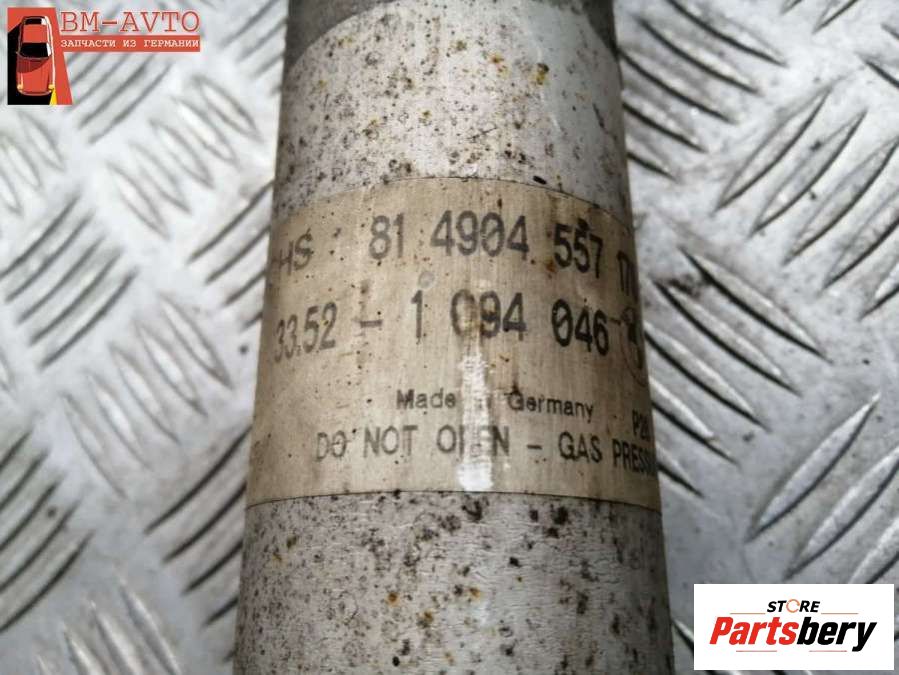 BM-AVTO
ЗАПЧАСТИ ИЗ ГЕРМАНИИ
HS 81 4904 557
33.52 - 1 094 046
Made in Germany
DO NOT OPEN - GAS PRESSU
STORE
Partsbery